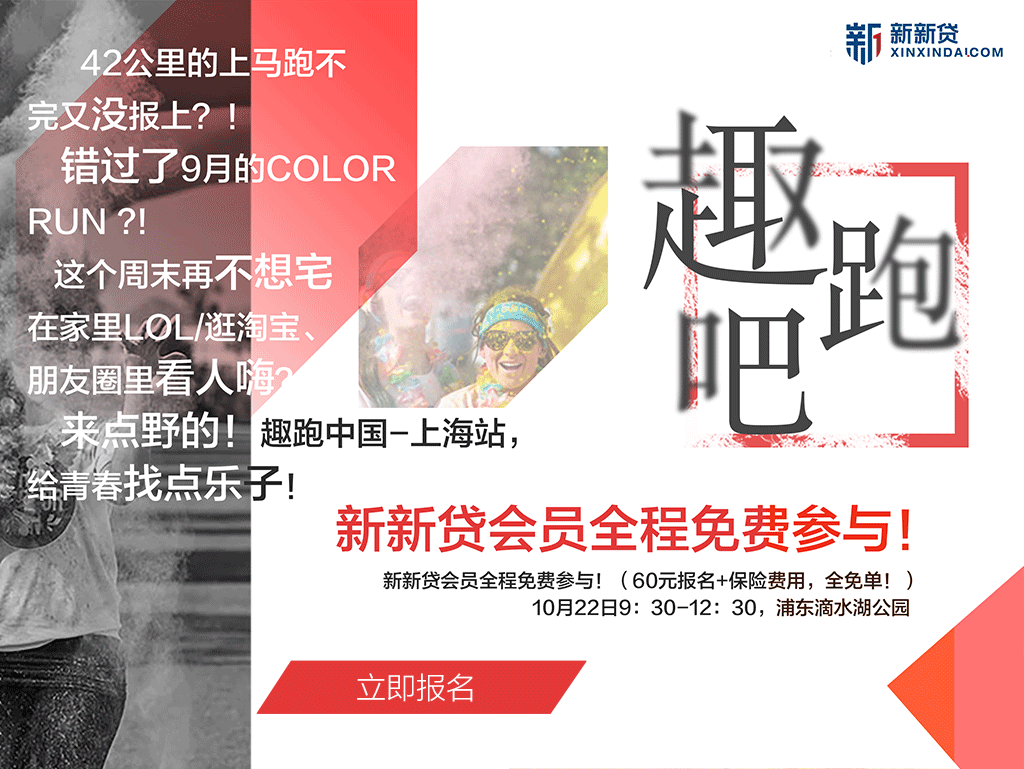 新新贷
XINXINDAI.COM
42公里的上马跑不
完又没报上？！
错过了9月的COLOR
RUN ?!
这个周末再不想宅
在家里LOL/逛淘宝、
朋友圈里看人嗨？
来点野的！趣跑中国-上海站，
给青春找点乐子！
趣跑吧
新新贷会员全程免费参与！
新新贷会员全程免费参与！（60元报名+保险费用，全免单！）
10月22日9：30-12：30，浦东滴水湖公园
立即报名